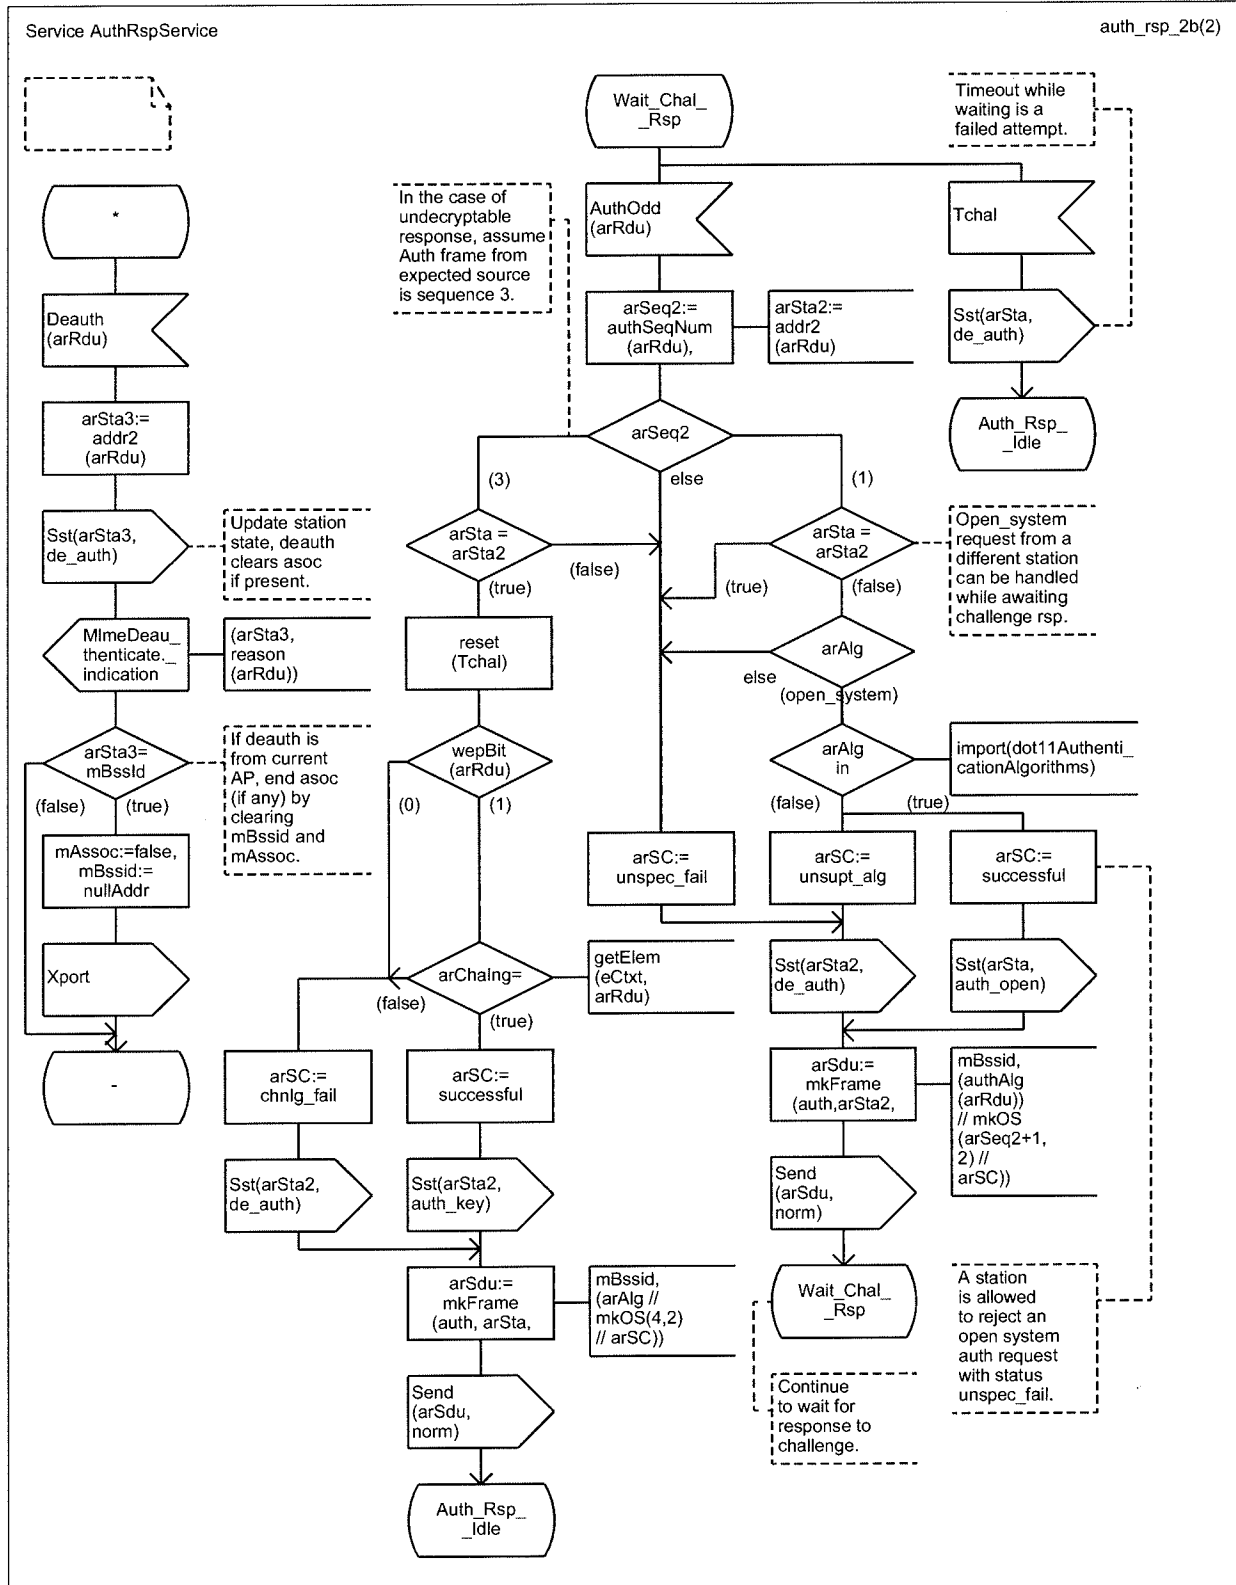 Service AuthRspService
auth_rsp_2b(2)
*
Deauth
(arRdu)
arSta3:=
addr2
(arRdu)
Sst(arSta3,
de_auth)
Update station
state, deauth
clears asoc
if present.
MlmeDeau_
thenticate._
indication
(arSta3,
reason
(arRdu))
arSta3=
mBssId
(false)
(true)
If deauth is
from current
AP, end asoc
(if any) by
clearing
mBssid and
mAssoc.
mAssoc:=false,
mBssid:=
nullAddr
Xport
-
Wait_Chal_
_Rsp
Timeout while
waiting is a
failed attempt.
In the case of
undecryptable
response, assume
Auth frame from
expected source
is sequence 3.
AuthOdd
(arRdu)
Tchal
arSeq2:=
authSeqNum
(arRdu),
arSta2:=
addr2
(arRdu)
Sst(arSta,
de_auth)
Auth_Rsp_
_Idle
arSeq2
(3)
else
(1)
arSta =
arSta2
(false)
(true)
arSta =
arSta2
(true)
(false)
Open_system
request from a
different station
can be handled
while awaiting
challenge rsp.
reset
(Tchal)
arAlg
else
(open_system)
wepBit
(arRdu)
(0)
(1)
arAlg
in
(false)
(true)
import(dot11Authenti_
cationAlgorithms)
arSC:=
unspec_fail
arSC:=
unsupt_alg
arSC:=
successful
arChalng=
(false)
(true)
getElem
(eCtxt,
arRdu)
Sst(arSta2,
de_auth)
Sst(arSta,
auth_open)
arSC:=
chnlg_fail
arSC:=
successful
arSdu:=
mkFrame
(auth,arSta2,
mBssid,
(authAlg
(arRdu))
// mkOS
(arSeq2+1,
2) //
arSC))
Sst(arSta2,
de_auth)
Sst(arSta2,
auth_key)
Send
(arSdu,
norm)
arSdu:=
mkFrame
(auth, arSta,
mBssid,
(arAlg //
mkOS(4,2)
// arSC))
Wait_Chal_
_Rsp
A station
is allowed
to reject an
open system
auth request
with status
unspec_fail.
Send
(arSdu,
norm)
Continue
to wait for
response to
challenge.
Auth_Rsp_
_Idle